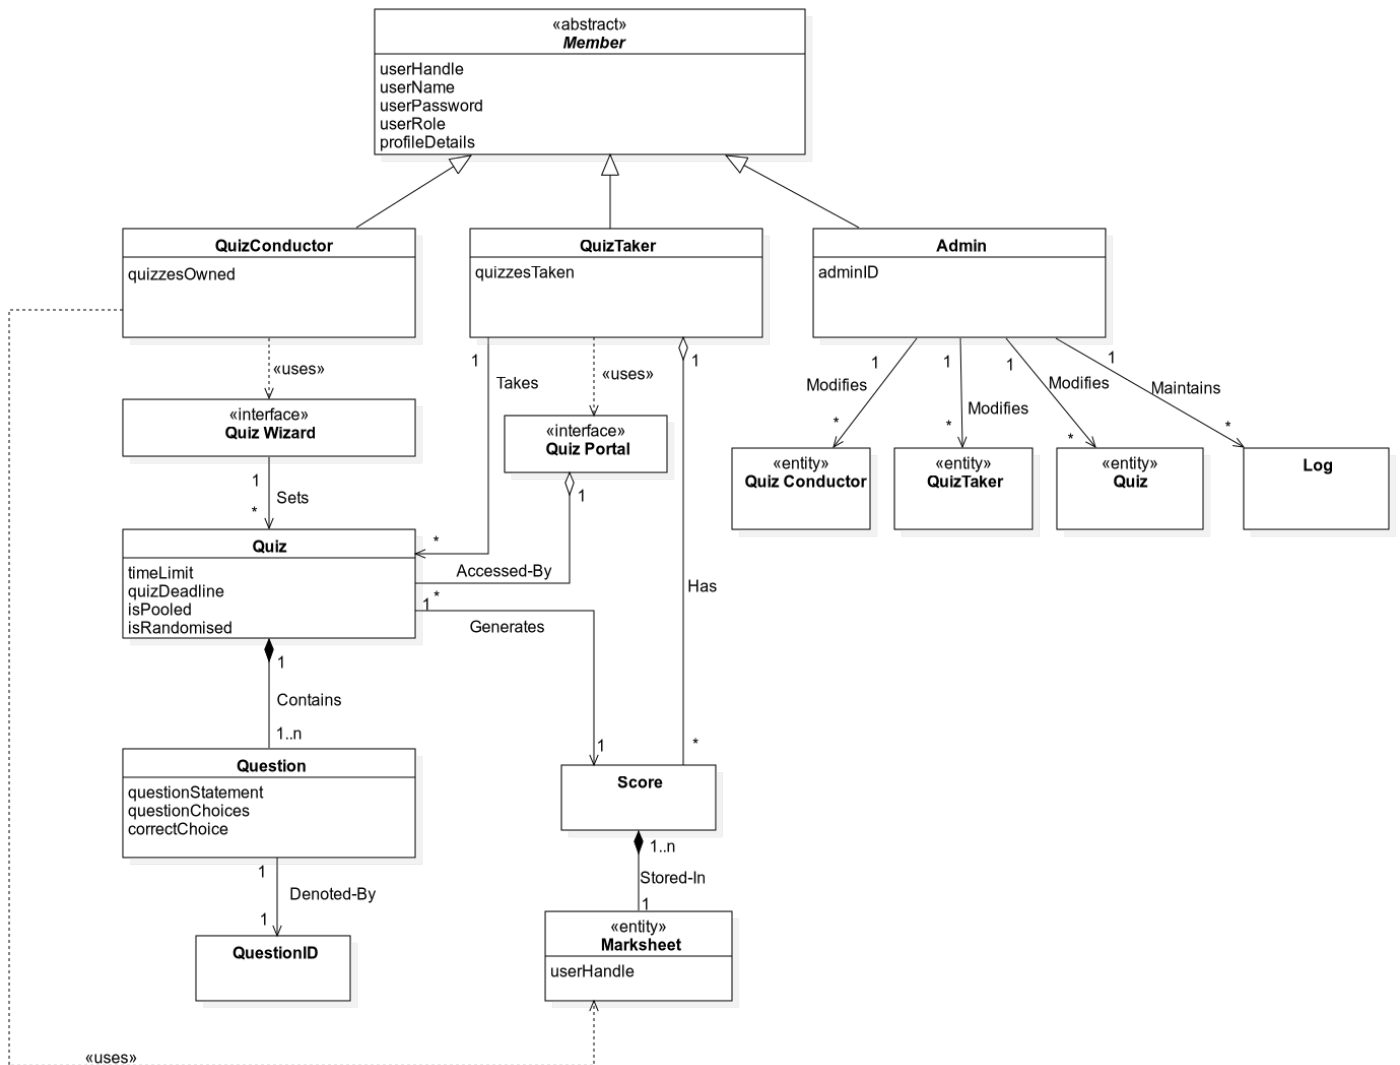 «abstract»
Member
userHandle
userName
userPassword
userRole
profileDetails
QuizConductor
quizzesOwned
QuizTaker
quizzesTaken
Admin
adminID
«uses»
1
Takes
«uses»
1
1
Modifies
*
1
Modifies
*
1
Modifies
*
1
Maintains
*
«interface»
Quiz Wizard
«interface»
Quiz Portal
«entity»
Quiz Conductor
«entity»
QuizTaker
«entity»
Quiz
Log
1
Sets
*
1
*
Accessed-By
*
Has
Quiz
timeLimit
quizDeadline
isPooled
isRandomised
1
Generates
1
*
1
Contains
1..n
Question
questionStatement
questionChoices
correctChoice
Score
1..n
Stored-In
1
1
Denoted-By
1
QuestionID
«entity»
Marksheet
userHandle
«uses»